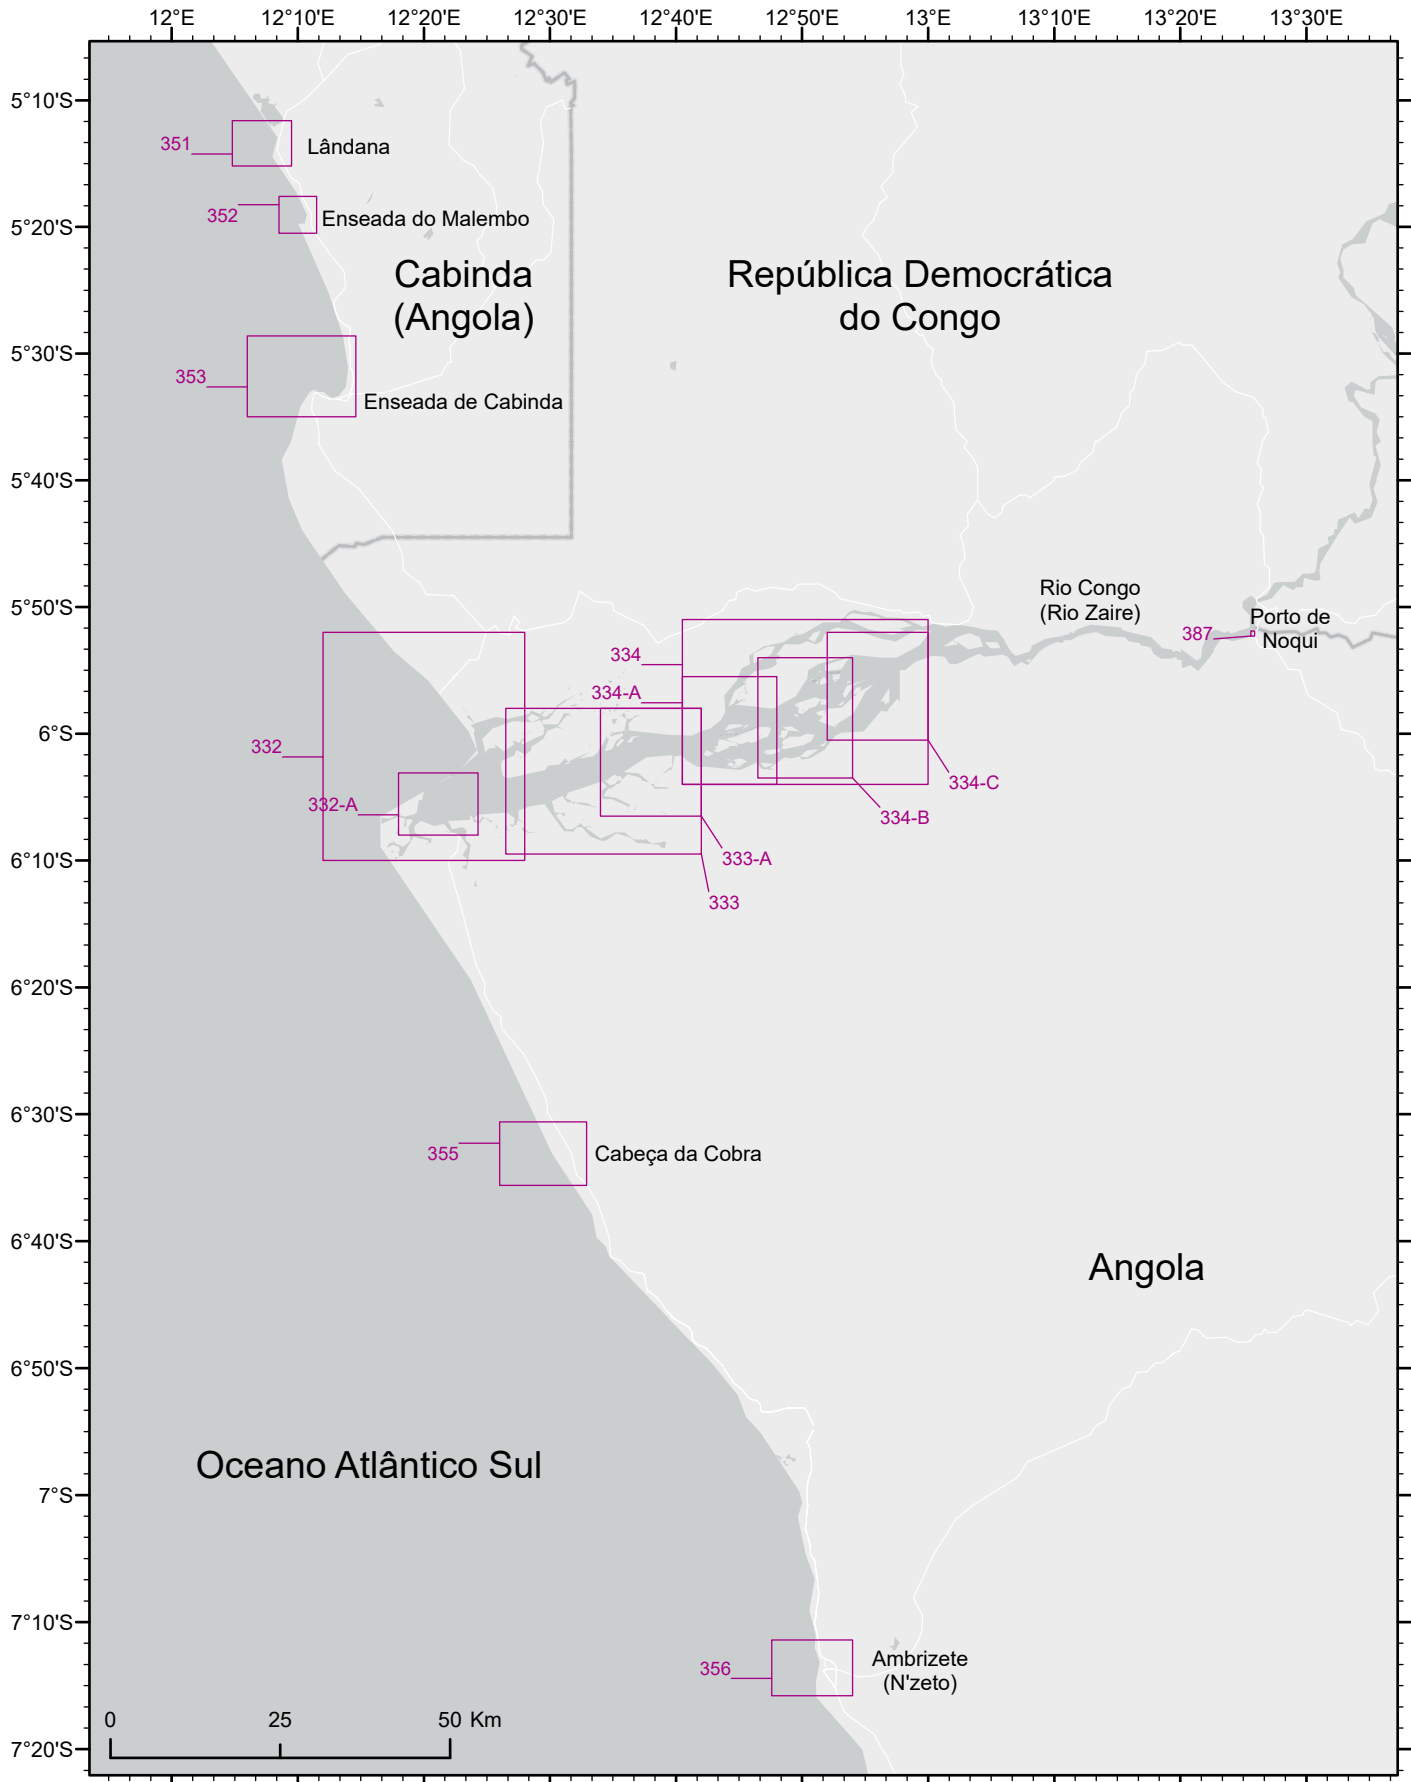 12°E 12°10'E 12°20'E 12°30'E 12°40'E 12°50'E 13°E 13°10'E 13°20'E 13°30'E
5°10'S
351
Lândana
352
Enseada do Malembo
5°20'S
Cabinda
(Angola)
República Democrática
do Congo
5°30'S
353
Enseada de Cabinda
5°40'S
5°50'S
Rio Congo
(Rio Zaire)
387
Porto de
Noqui
334
334-A
6°S
332
332-A
334-C
334-B
333-A
6°10'S
333
6°20'S
6°30'S
355
Cabeça da Cobra
6°40'S
Angola
6°50'S
Oceano Atlântico Sul
7°S
7°10'S
356
Ambrizete
(N'zeto)
0 25 50 Km
7°20'S